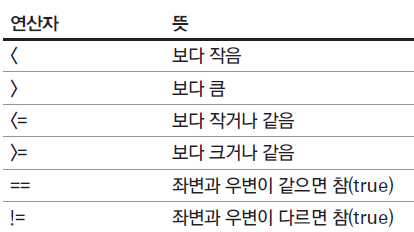 연산자 뜻
< 보다 작음
> 보다 큼
<= 보다 작거나 같음
>= 보다 크거나 같음
== 좌변과 우변이 같으면 참(true)
!= 좌변과 우변이 다르면 참(true)